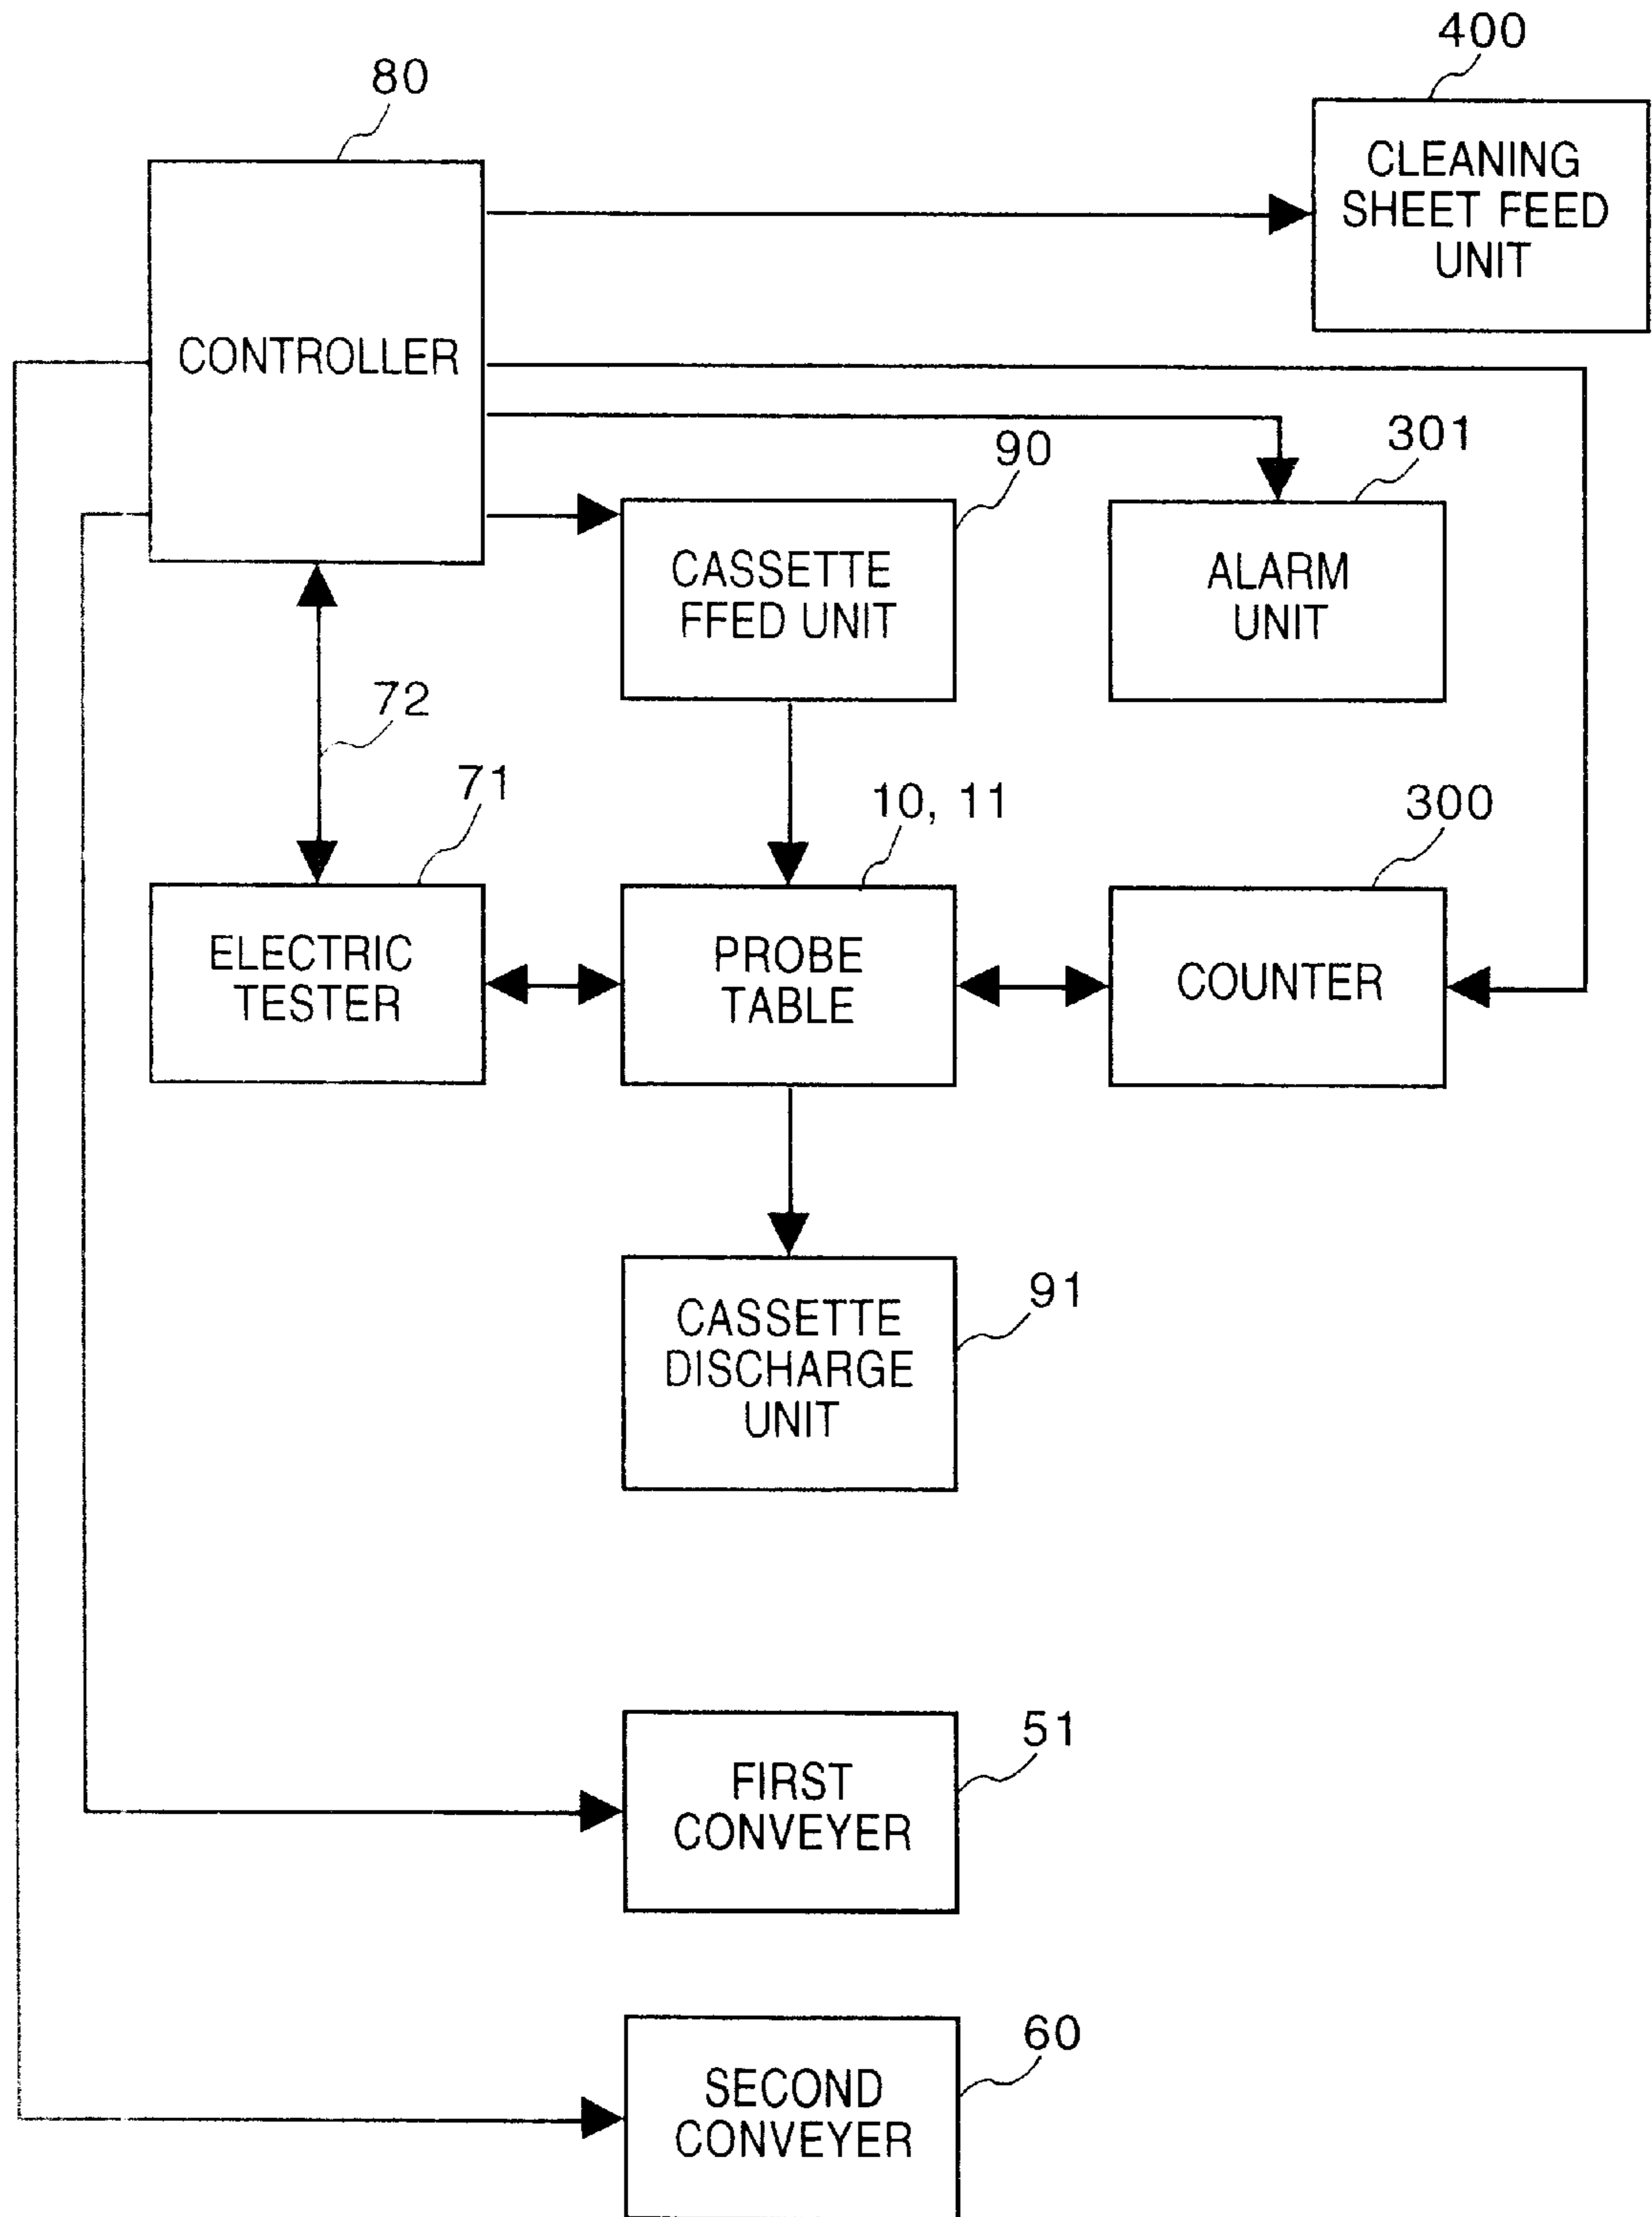 400
80
CLEANING
SHEET FEED
UNIT
CONTROLLER
301
90
CASSETTE
FFED UNIT
ALARM
UNIT
72
71
10, 11
300
ELECTRIC
TESTER
PROBE
TABLE
COUNTER
91
CASSETTE
DISCHARGE
UNIT
51
FIRST
CONVEYER
60
SECOND
CONVEYER